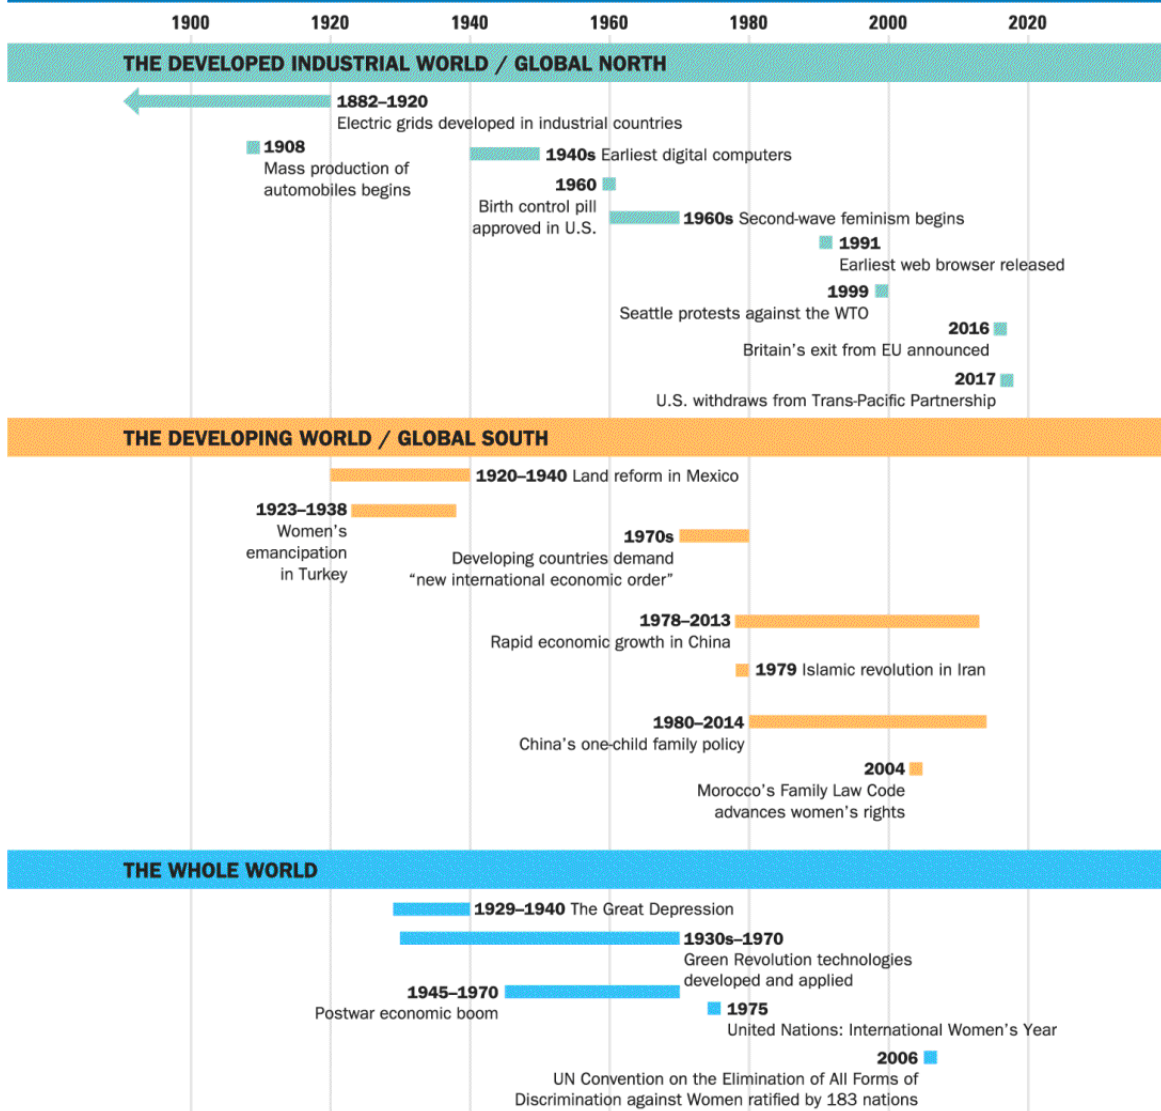 1900 1920 1940 1960 1980 2000 2020
THE DEVELOPED INDUSTRIAL WORLD / GLOBAL NORTH
1882–1920
Electric grids developed in industrial countries
1908
Mass production of
automobiles begins
1940s Earliest digital computers
1960
Birth control pill
approved in U.S.
1960s Second-wave feminism begins
1991
Earliest web browser released
1999
Seattle protests against the WTO
2016
Britain's exit from EU announced
2017
U.S. withdraws from Trans-Pacific Partnership
THE DEVELOPING WORLD / GLOBAL SOUTH
1920–1940 Land reform in Mexico
1923–1938
Women's
emancipation
in Turkey
1970s
Developing countries demand
“new international economic order”
1978–2013
Rapid economic growth in China
1979 Islamic revolution in Iran
1980–2014
China's one-child family policy
2004
Morocco's Family Law Code
advances women's rights
THE WHOLE WORLD
1929–1940 The Great Depression
1930s–1970
Green Revolution technologies
developed and applied
1945–1970
Postwar economic boom
1975
United Nations: International Women's Year
2006
UN Convention on the Elimination of All Forms of
Discrimination against Women ratified by 183 nations